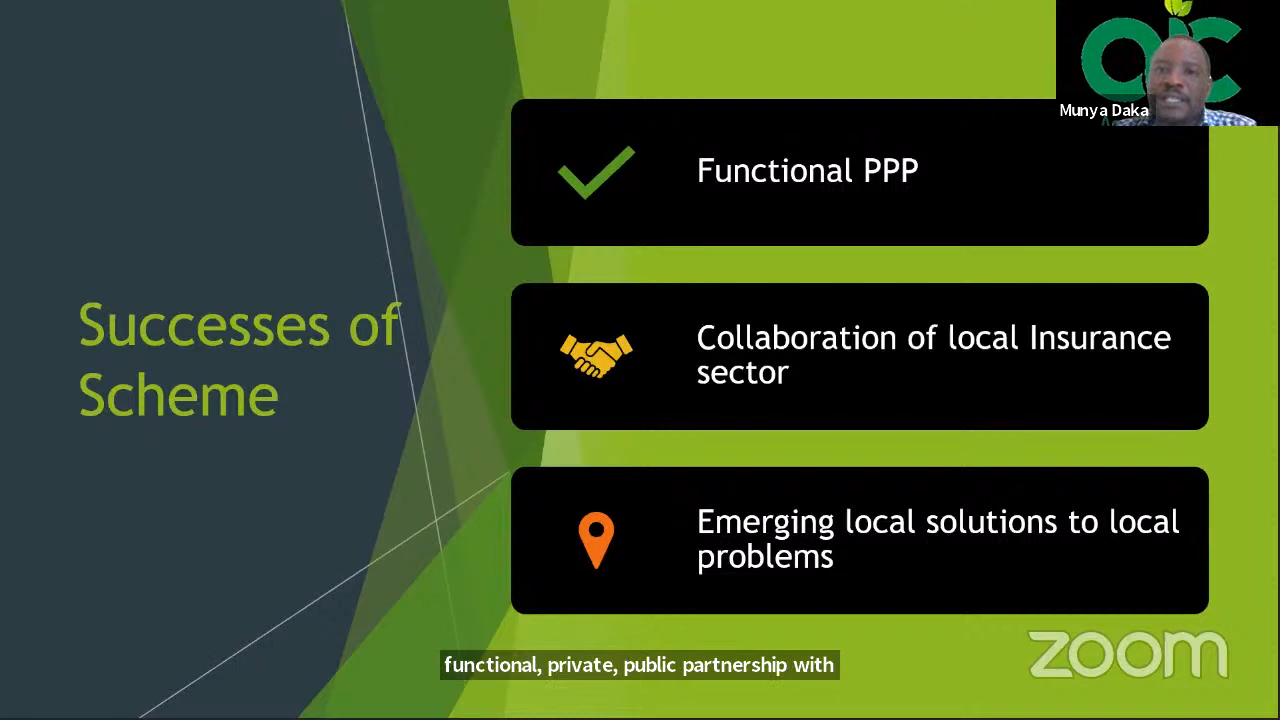 Munya Daka
Functional PPP
Successes of
Scheme
Collaboration of local Insurance
sector
Emerging local solutions to local
problems
zoom
functional, private, public partnership with